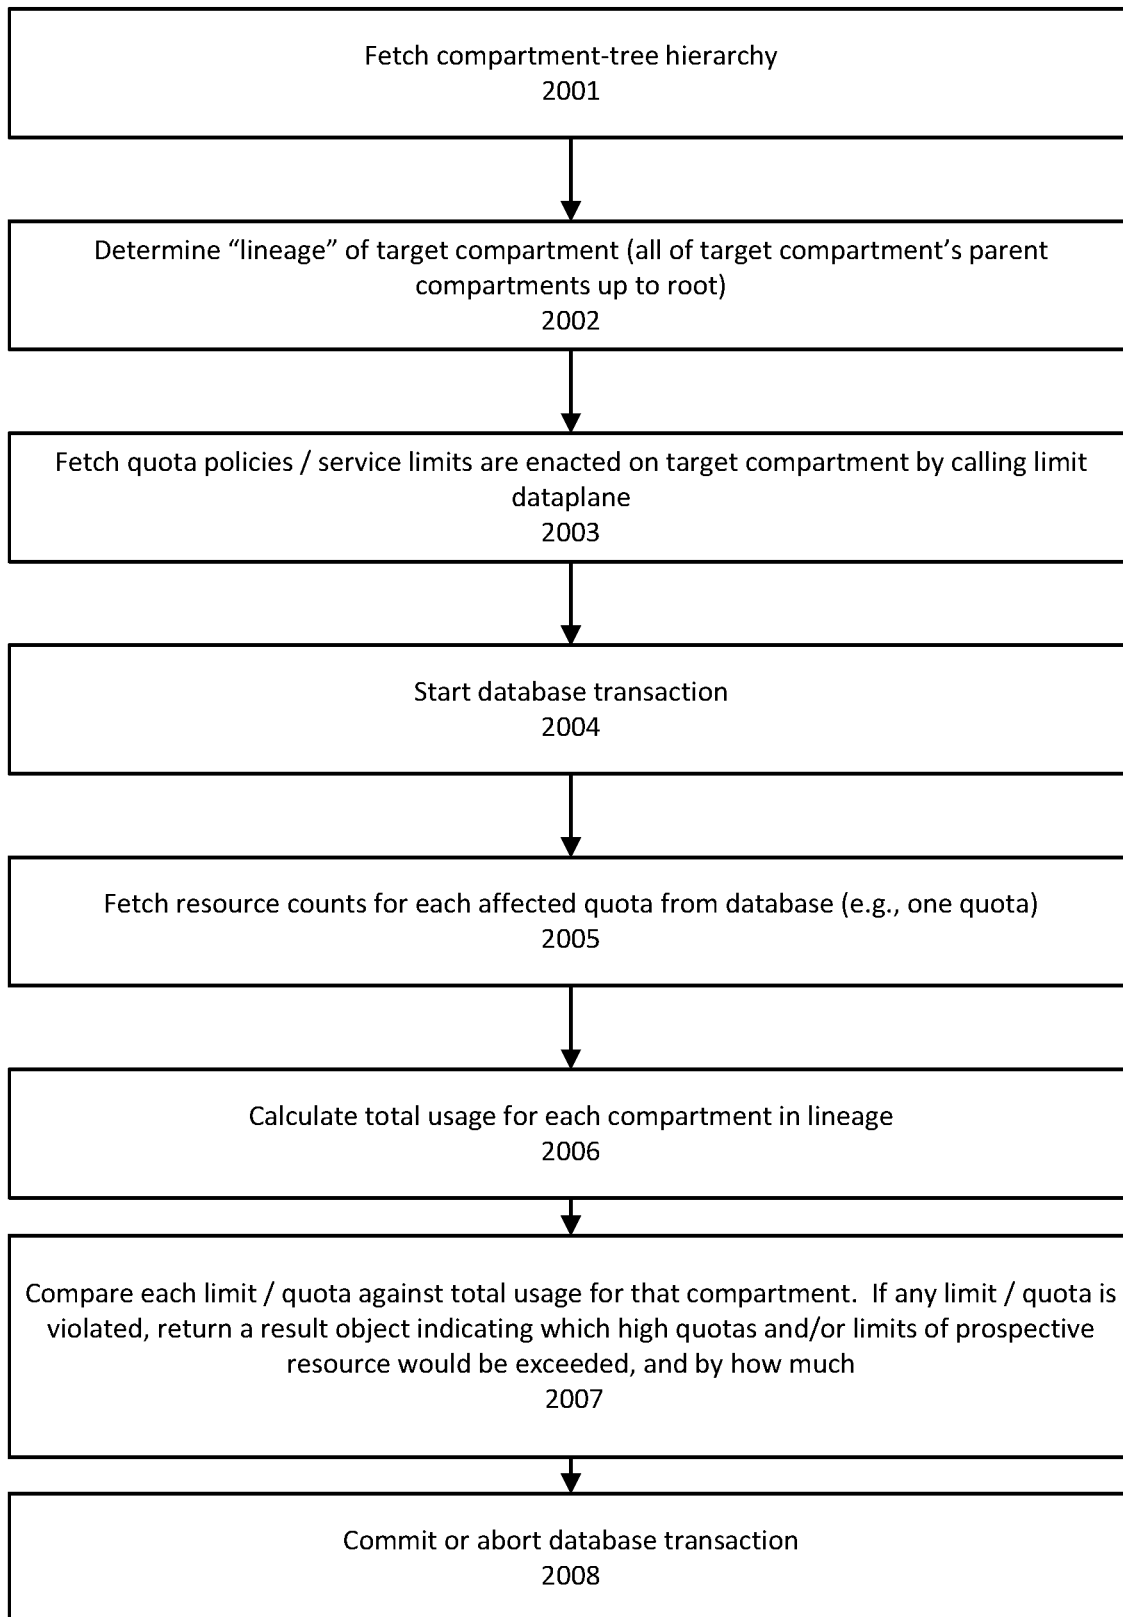 Fetch compartment-tree hierarchy
2001
Determine “lineage” of target compartment (all of target compartment’s parent
compartments up to root)
2002
Fetch quota policies / service limits are enacted on target compartment by calling limit
dataplane
2003
Start database transaction
2004
Fetch resource counts for each affected quota from database (e.g., one quota)
2005
Calculate total usage for each compartment in lineage
2006
Compare each limit / quota against total usage for that compartment.  If any limit / quota is
violated, return a result object indicating which high quotas and/or limits of prospective
resource would be exceeded, and by how much
2007
Commit or abort database transaction
2008